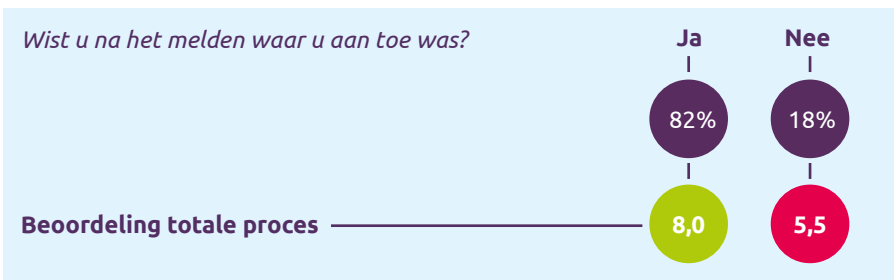 Wist u na het melden waar u aan toe was? Ja Nee
82% 18%
Beoordeling totale proces 8,0 5,5